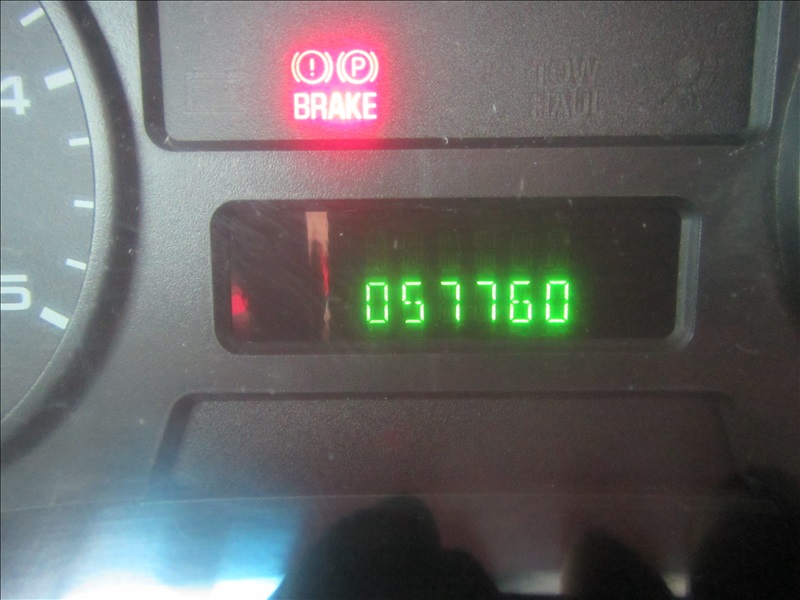 (!) (P)
BRAKE
TOW
HAUL
4
057760
5